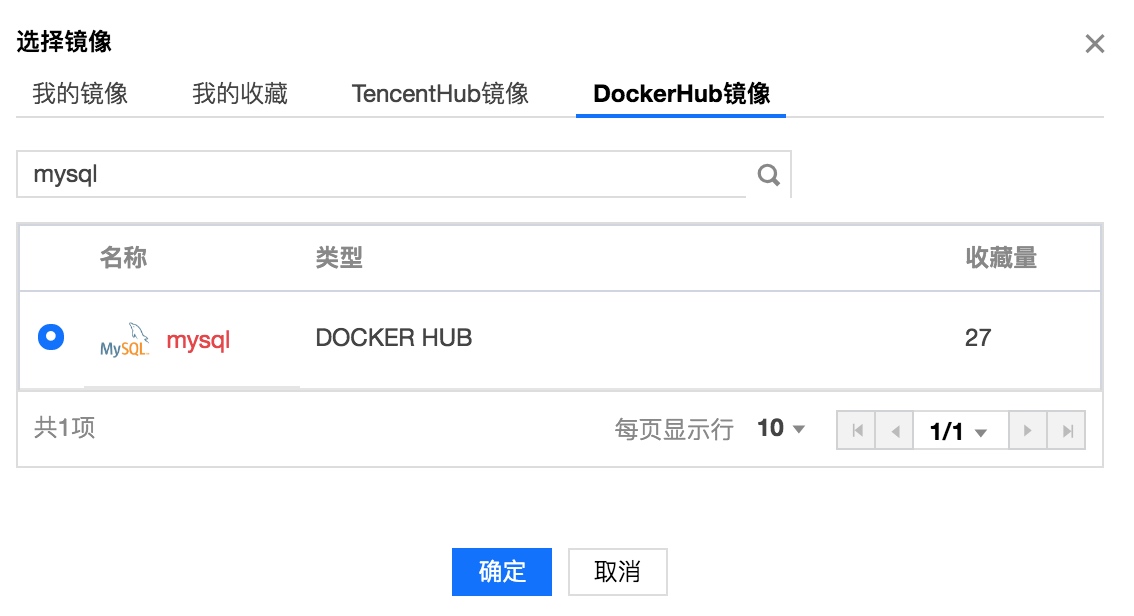 选择镜像
我的镜像 我的收藏 TencentHub镜像 DockerHub镜像
mysql
名称 类型 收藏量
MySQL. mysql DOCKER HUB 27
共1项 每页显示行 10 1/1
确定 取消